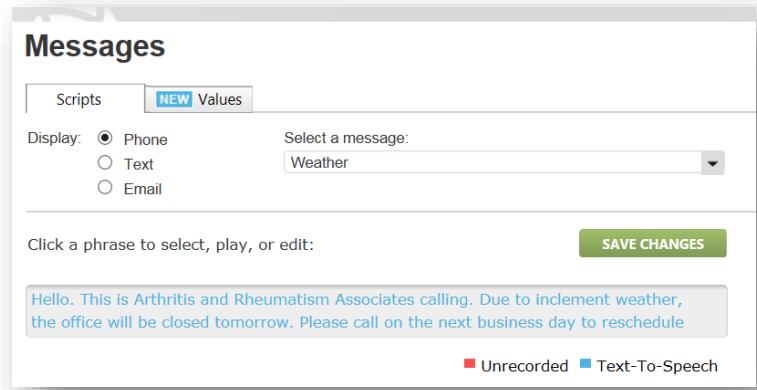 Messages
Scripts NEW Values
Display: Phone Select a message:
Text Weather
Email
Click a phrase to select, play, or edit: SAVE CHANGES
Hello. This is Arthritis and Rheumatism Associates calling. Due to inclement weather,
the office will be closed tomorrow. Please call on the next business day to reschedule
Unrecorded Text-To-Speech